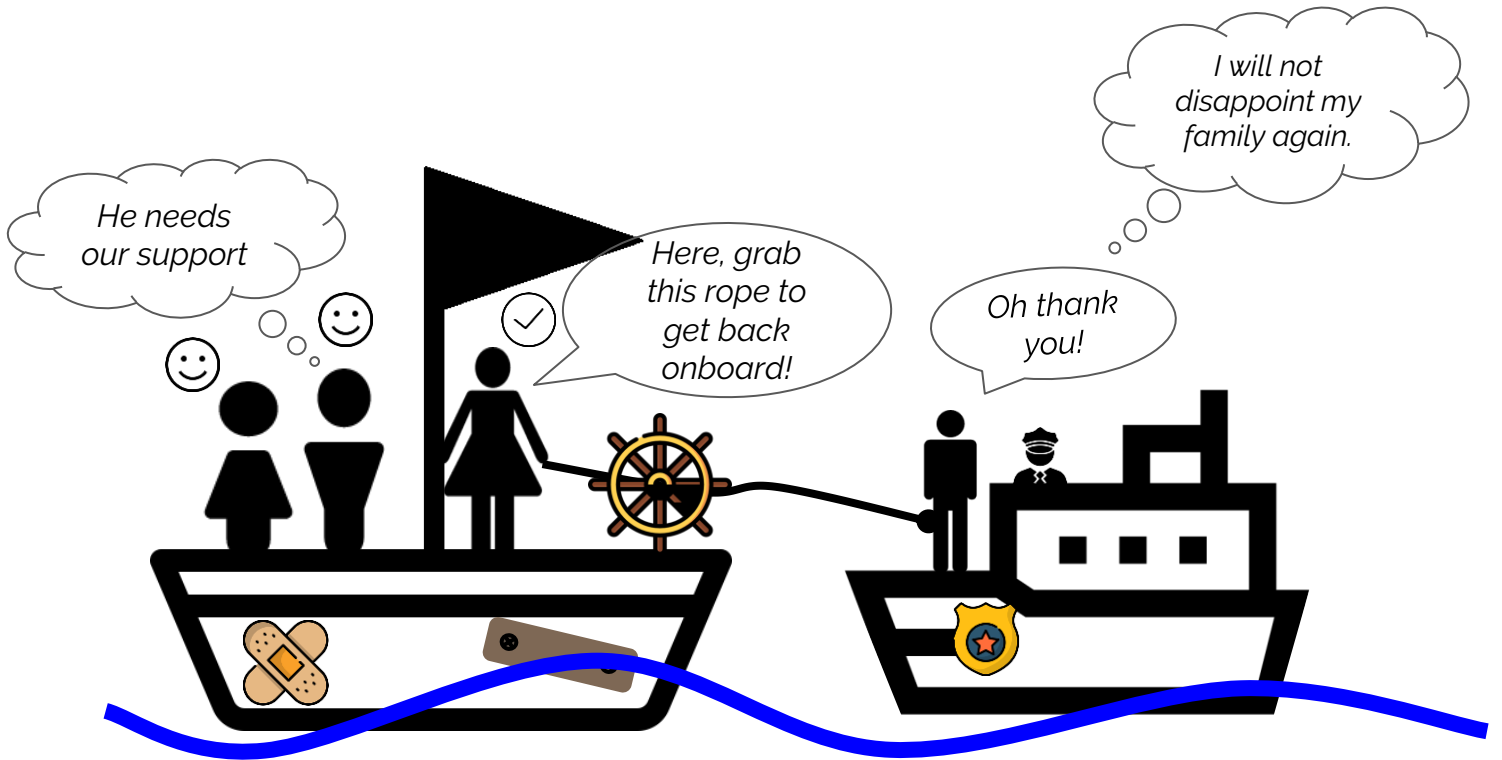 He needs
our support
Here, grab
this rope to
get back
onboard!
Oh thank
you!
I will not
disappoint my
family again.